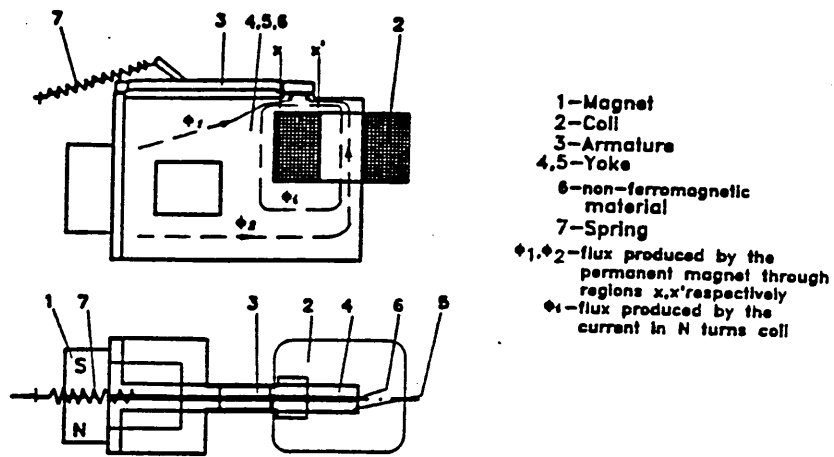 7
3
4,5,6
x
x'
2
Φ1
Φi
Φ2
1-Magnet
2-Coil
3-Armature
4,5-Yoke
6-non-ferromagnetic
material
7-Spring
Φ1,Φ2-flux produced by the
permanent magnet through
regions x,x'respectively
Φi-flux produced by the
current in N turns coil
1
7
3
2
4
6
5
S
N